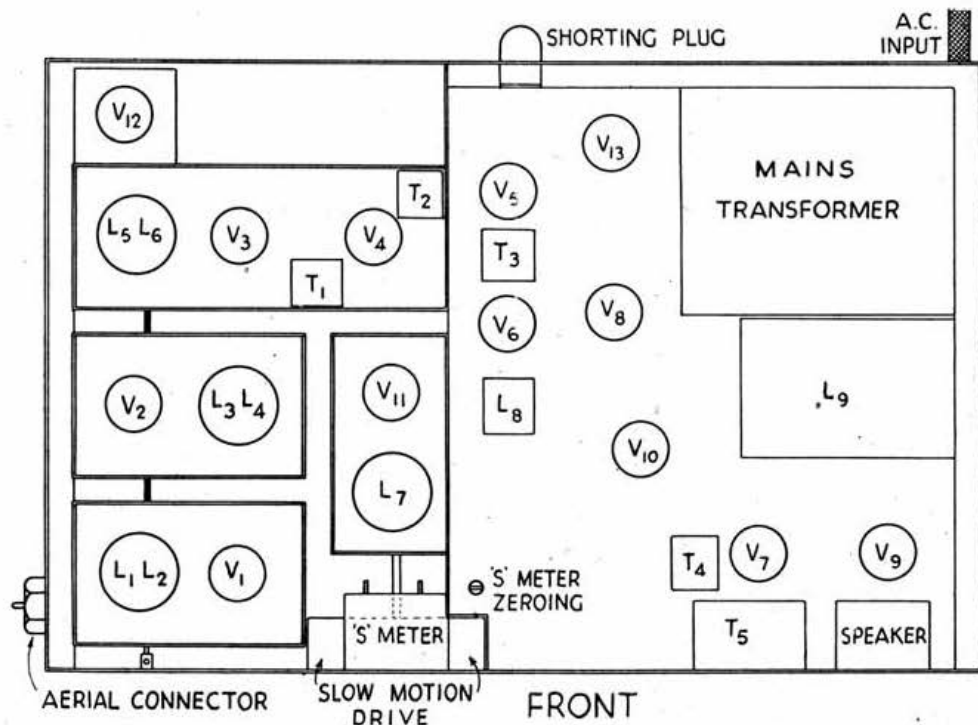 A.C.
INPUT
SHORTING PLUG
V12
V13
MAINS
TRANSFORMER
V5
T2
L5 L6
V3
V4
T3
T1
V6
V8
V2
L3 L4
V11
L8
L9
V10
L7
L1 L2
V1
T4
V7
V9
'S' METER
ZEROING
'S' METER
T5
SPEAKER
AERIAL CONNECTOR
SLOW MOTION
DRIVE
FRONT